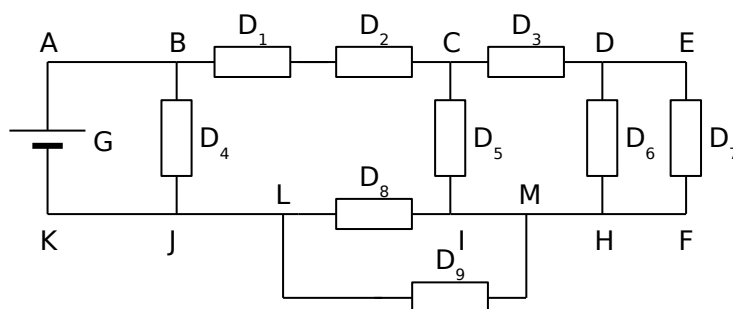 A B D₁ D₂ C D₃ D E
G D₄ D₅ D₆ D₇
L D₈ M
K J I H F
D₉